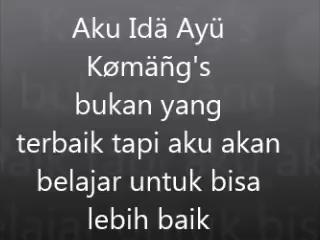 Aku Idä Ayü
Kømäñg's
bukan yang
terbaik tapi aku akan
belajar untuk bisa
lebih baik